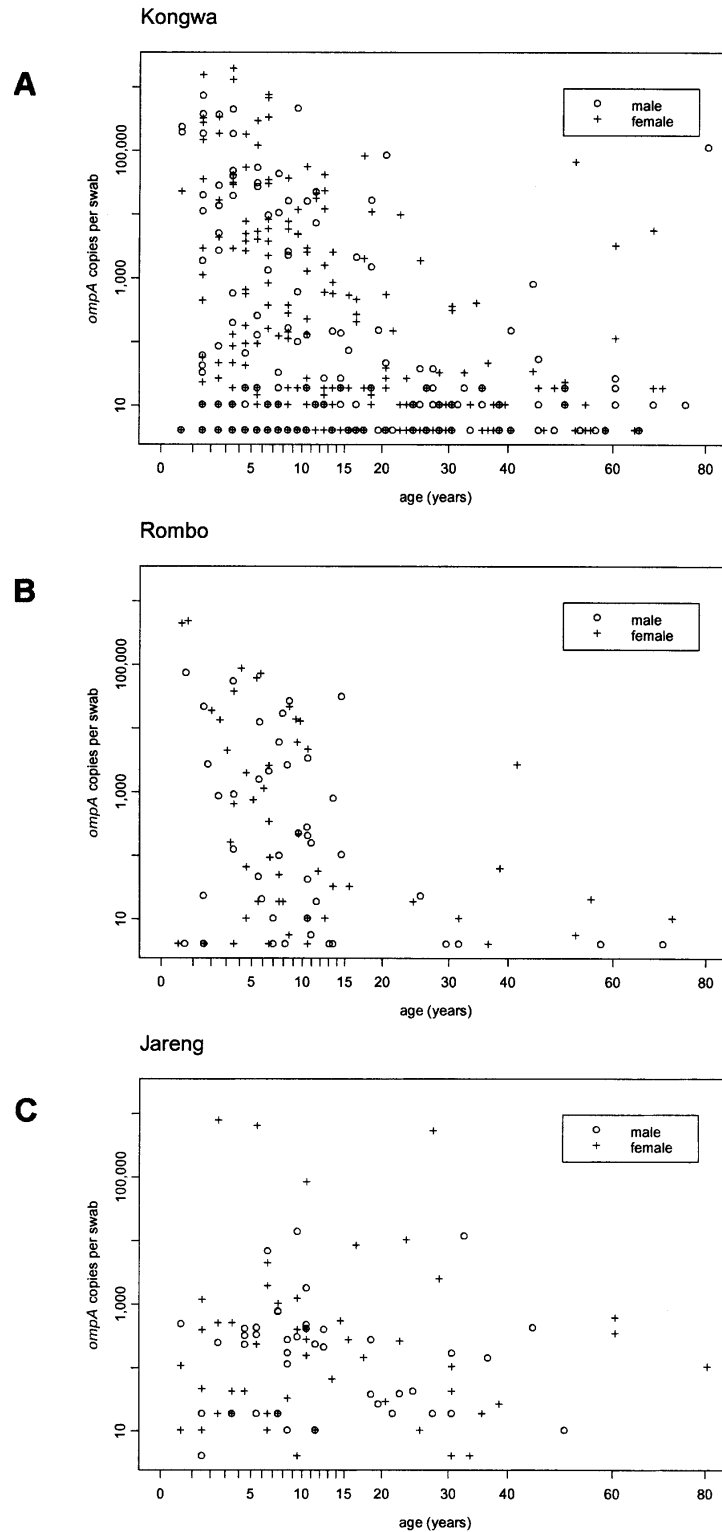 Kongwa
A
male
female
100,000
1,000
10
ompA copies per swab
0 5 10 15 20 30 40 60 80
age (years)
Rombo
B
male
female
100,000
1,000
10
ompA copies per swab
0 5 10 15 20 30 40 60 80
age (years)
Jareng
C
male
female
100,000
1,000
10
ompA copies per swab
0 5 10 15 20 30 40 60 80
age (years)